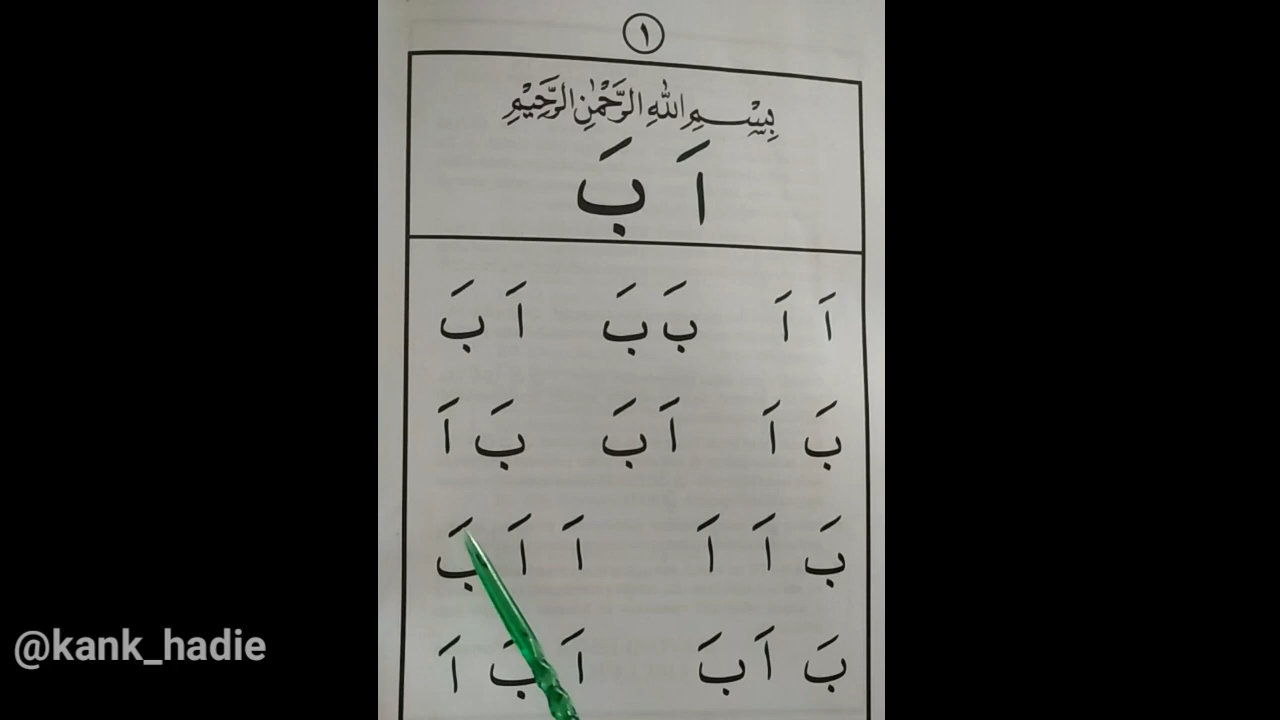 ١
بِسْمِ اللّٰهِ الرَّحْمٰنِ الرَّحِيْمِ
اَ بَ
اَ اَ بَ بَ اَ بَ
بَ اَ اَ بَ بَ اَ
بَ اَ اَ اَ اَ بَ
بَ اَ بَ اَ بَ اَ
@kank_hadie